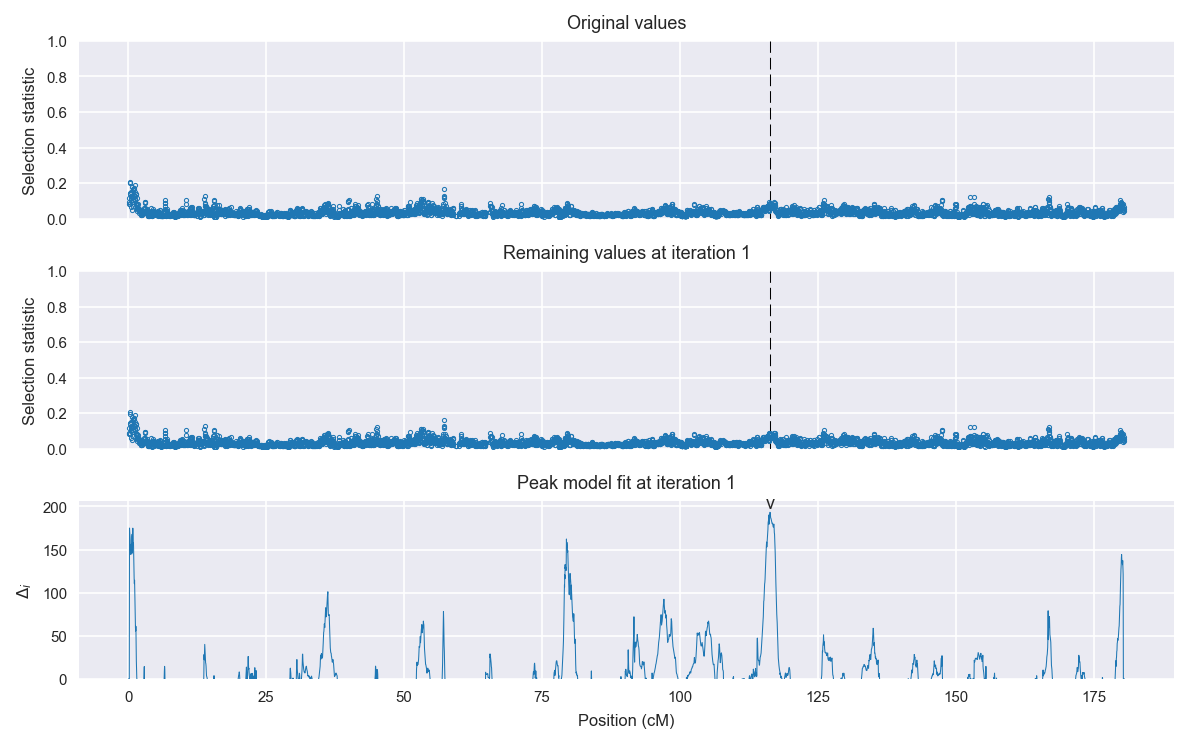 Original values
1.0
0.8
0.6
0.4
0.2
0.0
Selection statistic
Remaining values at iteration 1
1.0
0.8
0.6
0.4
0.2
0.0
Selection statistic
Peak model fit at iteration 1
v
200
150
100
50
0
Δi
0 25 50 75 100 125 150 175
Position (cM)